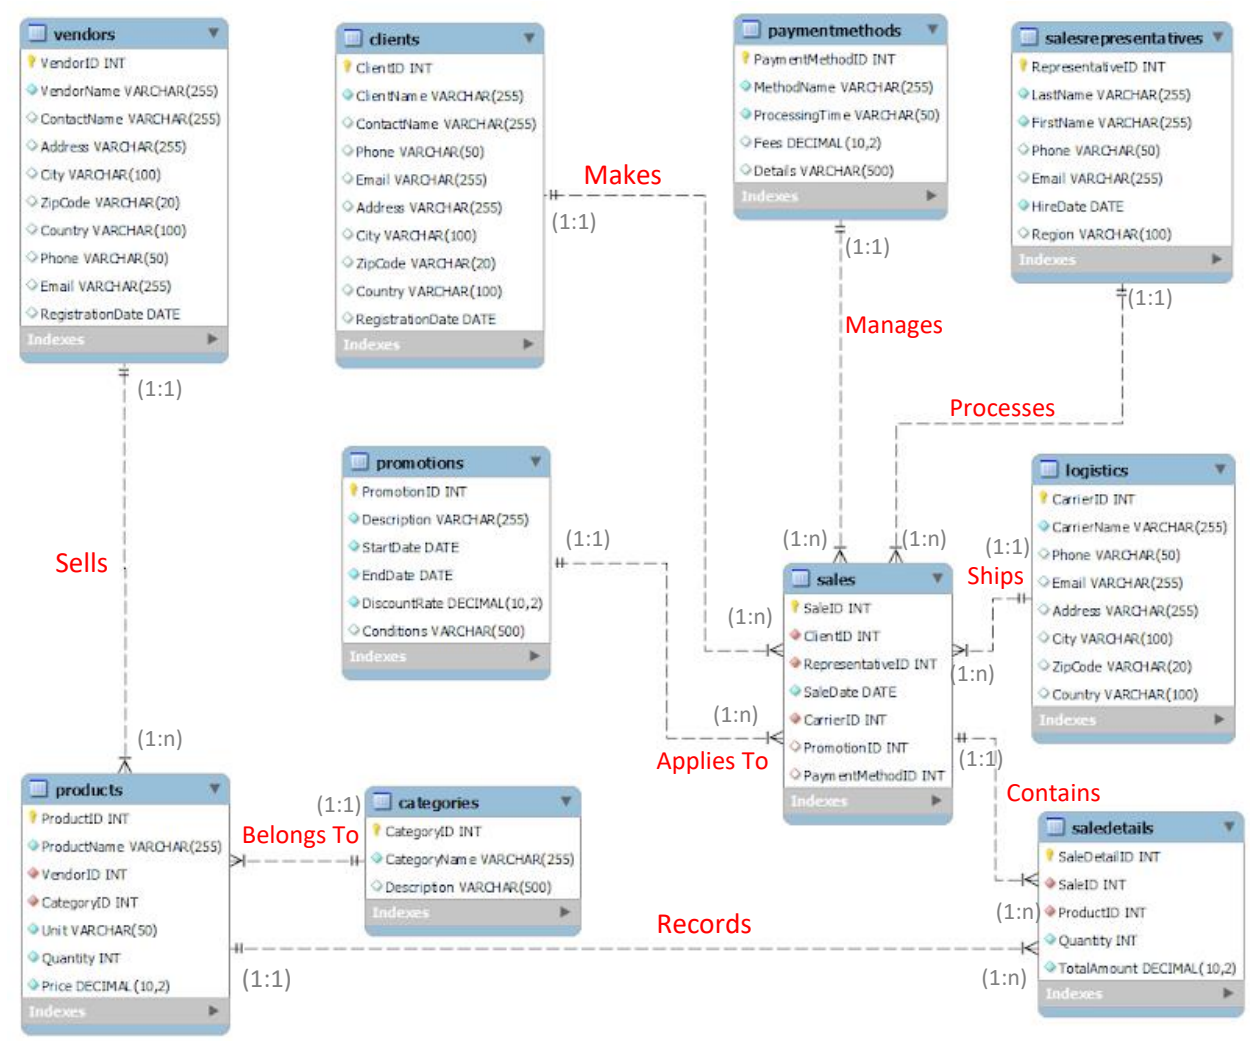 vendors
VendorID INT
VendorName VARCHAR(255)
ContactName VARCHAR(255)
Address VARCHAR(255)
City VARCHAR(100)
ZipCode VARCHAR(20)
Country VARCHAR(100)
Phone VARCHAR(50)
Email VARCHAR(255)
RegistrationDate DATE
Indexes
(1:1)
Sells
(1:n)
clients
ClientID INT
ClientName VARCHAR(255)
ContactName VARCHAR(255)
Phone VARCHAR(50)
Email VARCHAR(255)
Address VARCHAR(255)
City VARCHAR(100)
ZipCode VARCHAR(20)
Country VARCHAR(100)
RegistrationDate DATE
Indexes
Makes
(1:1)
(1:n)
paymentmethods
PaymentMethodID INT
MethodName VARCHAR(255)
ProcessingTime VARCHAR(50)
Fees DECIMAL(10,2)
Details VARCHAR(500)
Indexes
(1:1)
Manages
(1:n)
salesrepresentatives
RepresentativeID INT
LastName VARCHAR(255)
FirstName VARCHAR(255)
Phone VARCHAR(50)
Email VARCHAR(255)
HireDate DATE
Region VARCHAR(100)
Indexes
(1:1)
Processes
(1:n)
promotions
PromotionID INT
Description VARCHAR(255)
StartDate DATE
EndDate DATE
DiscountRate DECIMAL(10,2)
Conditions VARCHAR(500)
Indexes
(1:1)
(1:n)
Applies To
sales
SaleID INT
ClientID INT
RepresentativeID INT
SaleDate DATE
CarrierID INT
PromotionID INT
PaymentMethodID INT
Indexes
logistics
CarrierID INT
CarrierName VARCHAR(255)
Phone VARCHAR(50)
Email VARCHAR(255)
Address VARCHAR(255)
City VARCHAR(100)
ZipCode VARCHAR(20)
Country VARCHAR(100)
Indexes
(1:1)
Ships
(1:n)
(1:1)
Contains
(1:n)
products
ProductID INT
ProductName VARCHAR(255)
VendorID INT
CategoryID INT
Unit VARCHAR(50)
Quantity INT
Price DECIMAL(10,2)
Indexes
(1:1)
Belongs To
categories
CategoryID INT
CategoryName VARCHAR(255)
Description VARCHAR(500)
Indexes
Records
(1:1)
(1:n)
saledetails
SaleDetailID INT
SaleID INT
ProductID INT
Quantity INT
TotalAmount DECIMAL(10,2)
Indexes